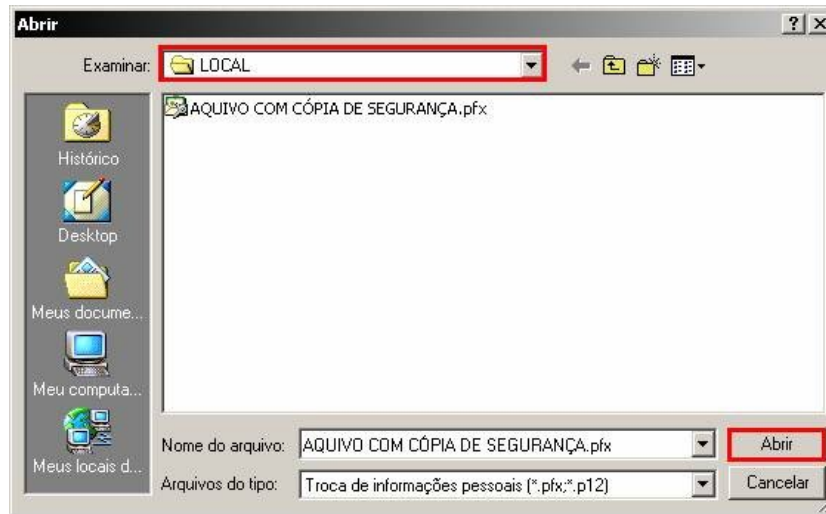 Abrir
Examinar: LOCAL
AQUIVO COM CÓPIA DE SEGURANÇA.pfx
Histórico
Desktop
Meus docume...
Meu computa...
Meus locais d...
Nome do arquivo: AQUIVO COM CÓPIA DE SEGURANÇA.pfx Abrir
Arquivos do tipo: Troca de informações pessoais (*.pfx;*.p12) Cancelar